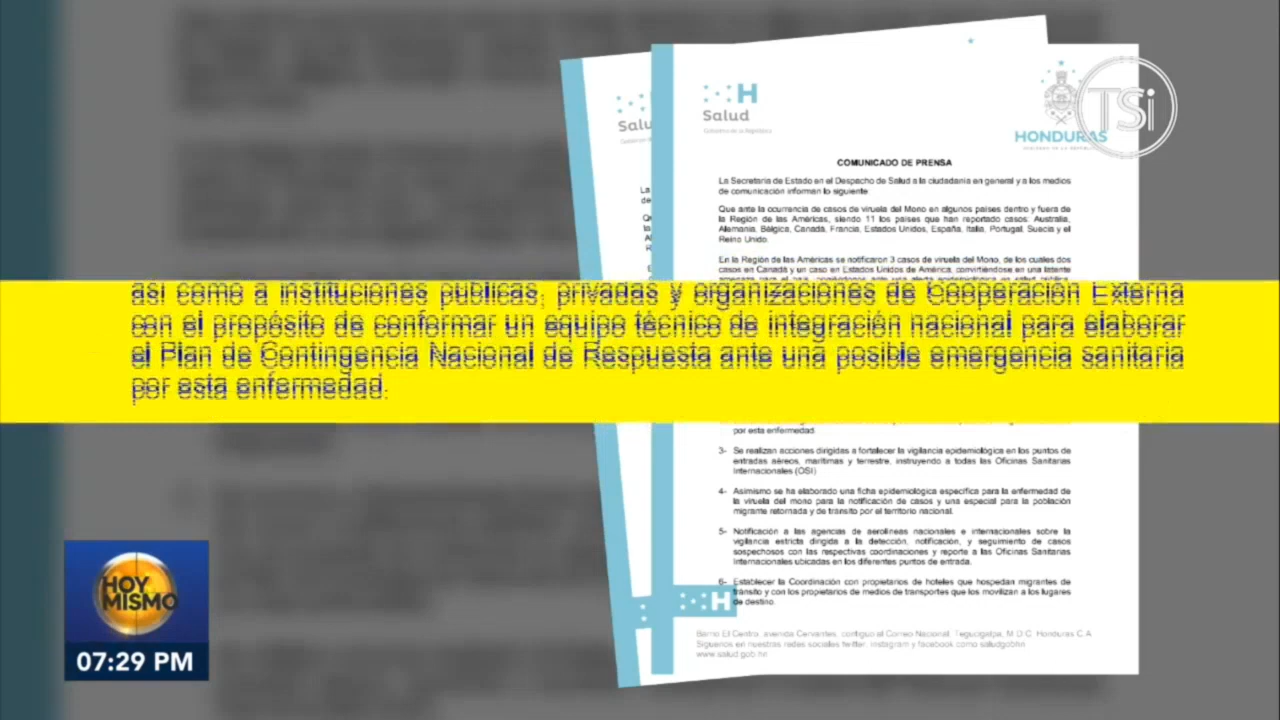 H
Salud
Gobierno de la República
HONDURAS
TSi
COMUNICADO DE PRENSA
La Secretaria de Estado en el Despacho de Salud a la ciudadanía en general y a los medios
de comunicación informan lo siguiente
Que ante la ocurrencia de casos de viruela del Mono en algunos países dentro y fuera de
la Región de las Américas, siendo 11 los países que han reportado casos: Australia,
Alemania, Bélgica, Canadá, Francia, Estados Unidos, España, Italia, Portugal, Suecia y el
Reino Unido.
En la Región de las Américas se notificaron 3 casos de viruela del Mono, de los cuales dos
casos en Canadá y un caso en Estados Unidos de América, convirtiéndose en una latente
así como a instituciones públicas, privadas y organizaciones de Cooperación Externa
con el propósito de conformar un equipo técnico de integración nacional para elaborar
el Plan de Contingencia Nacional de Respuesta ante una posible emergencia sanitaria
por esta enfermedad.
por esta enfermedad.
3- Se realizan acciones dirigidas a fortalecer la vigilancia epidemiológica en los puntos de
entradas aéreos, marítimas y terrestre, instruyendo a todas las Oficinas Sanitarias
Internacionales (OSI)
4- Asimismo se ha elaborado una ficha epidemiológica específica para la enfermedad de
la viruela del mono para la notificación de casos y una especial para la población
migrante retornada y de tránsito por el territorio nacional.
5- Notificación a las agencias de aerolíneas nacionales e internacionales sobre la
vigilancia estricta dirigida a la detección, notificación, y seguimiento de casos
sospechosos con las respectivas coordinaciones y reporte a las Oficinas Sanitarias
Internacionales ubicadas en los diferentes puntos de entrada.
6- Establecer la Coordinación con propietarios de hoteles que hospedan migrantes de
tránsito y con los propietarios de medios de transportes que los movilizan a los lugares
de destino.
H
Barrio El Centro, avenida Cervantes, contiguo al Correo Nacional, Tegucigalpa, M.D.C. Honduras C.A
Siguenos en nuestras redes sociales twitter, instagram y facebook como saludgobhn
www.salud.gob.hn
Salu
HOY
MISMO
07:29 PM